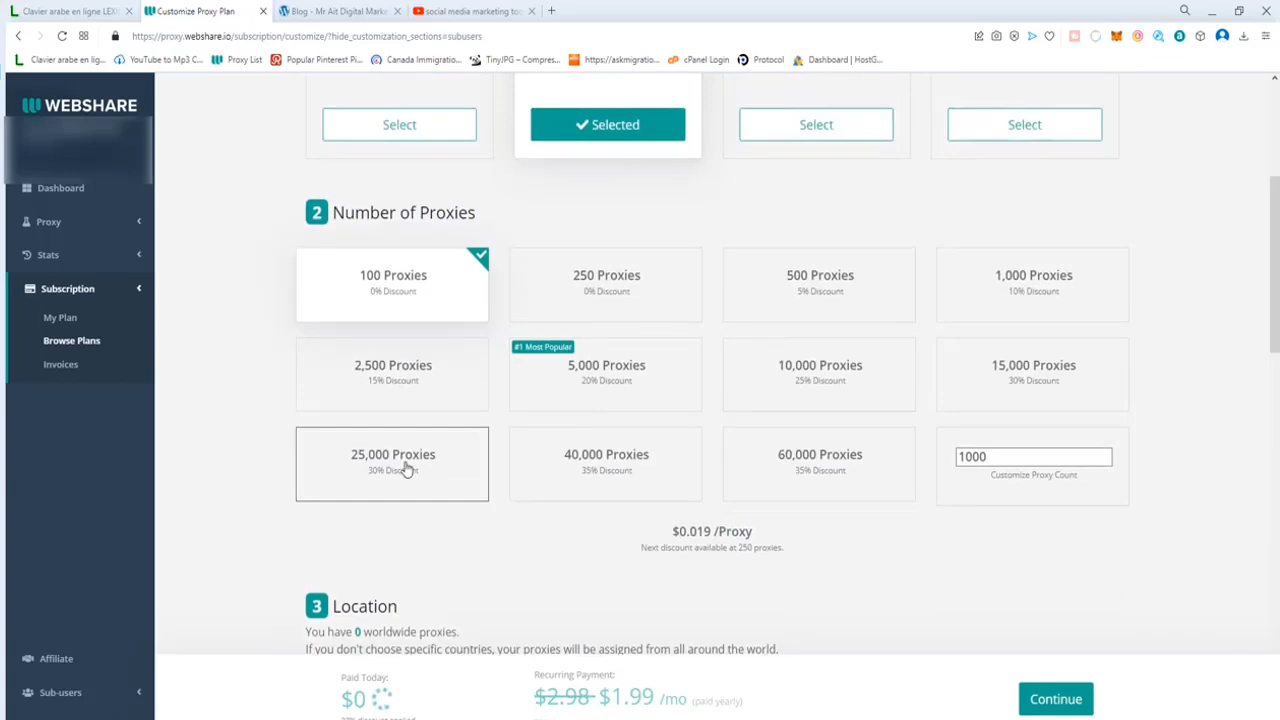 Clavier arabe en ligne LEXI
Customize Proxy Plan
Blog - Mr Ait Digital Marke
social media marketing too
https://proxy.webshare.io/subscription/customize/?hide_customization_sections=subusers
Clavier arabe en lig...
YouTube to Mp3 C...
Proxy List
Popular Pinterest Pi...
Canada Immigratio...
TinyJPG – Compres...
https://askmigratio...
cPanel Login
Protocol
Dashboard | HostG...
WEBSHARE
Dashboard
Proxy
Stats
Subscription
My Plan
Browse Plans
Invoices
Affiliate
Sub-users
Select
Selected
Select
Select
2 Number of Proxies
100 Proxies
0% Discount
250 Proxies
0% Discount
500 Proxies
5% Discount
1,000 Proxies
10% Discount
2,500 Proxies
15% Discount
#1 Most Popular
5,000 Proxies
20% Discount
10,000 Proxies
25% Discount
15,000 Proxies
30% Discount
25,000 Proxies
30% Discount
40,000 Proxies
35% Discount
60,000 Proxies
35% Discount
1000
Customize Proxy Count
$0.019 /Proxy
Next discount available at 250 proxies.
3 Location
You have 0 worldwide proxies.
If you don't choose specific countries, your proxies will be assigned from all around the world.
Paid Today:
$0
Recurring Payment:
$2.98 $1.99 /mo (paid yearly)
Continue